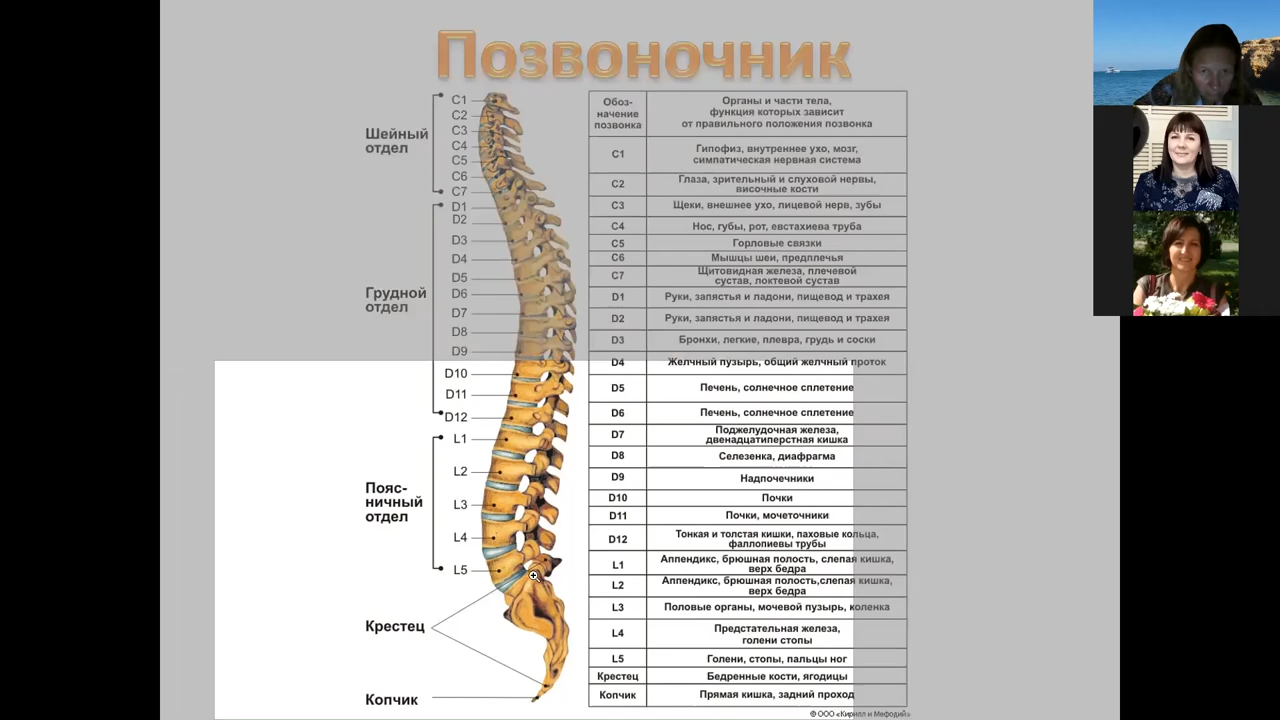 Позвоночник
Шейный
отдел
C1
C2
C3
C4
C5
C6
C7
Грудной
отдел
D1
D2
D3
D4
D5
D6
D7
D8
D9
D10
D11
D12
Пояс-
ничный
отдел
L1
L2
L3
L4
L5
Крестец
Копчик
Обоз-
начение
позвонка
Органы и части тела,
функция которых зависит
от правильного положения позвонка
C1
Гипофиз, внутреннее ухо, мозг,
симпатическая нервная система
C2
Глаза, зрительный и слуховой нервы,
височные кости
C3
Щеки, внешнее ухо, лицевой нерв, зубы
C4
Нос, губы, рот, евстахиева труба
C5
Горловые связки
C6
Мышцы шеи, предплечья
C7
Щитовидная железа, плечевой
сустав, локтевой сустав
D1
Руки, запястья и ладони, пищевод и трахея
D2
Руки, запястья и ладони, пищевод и трахея
D3
Бронхи, легкие, плевра, грудь и соски
D4
Желчный пузырь, общий желчный проток
D5
Печень, солнечное сплетение
D6
Печень, солнечное сплетение
D7
Поджелудочная железа,
двенадцатиперстная кишка
D8
Селезенка, диафрагма
D9
Надпочечники
D10
Почки
D11
Почки, мочеточники
D12
Тонкая и толстая кишки, паховые кольца,
фаллопиевы трубы
L1
Аппендикс, брюшная полость, слепая кишка,
верх бедра
L2
Аппендикс, брюшная полость,слепая кишка,
верх бедра
L3
Половые органы, мочевой пузырь, коленка
L4
Предстательная железа,
голени стопы
L5
Голени, стопы, пальцы ног
Крестец
Бедренные кости, ягодицы
Копчик
Прямая кишка, задний проход
© ООО «Кирилл и Мефодий»